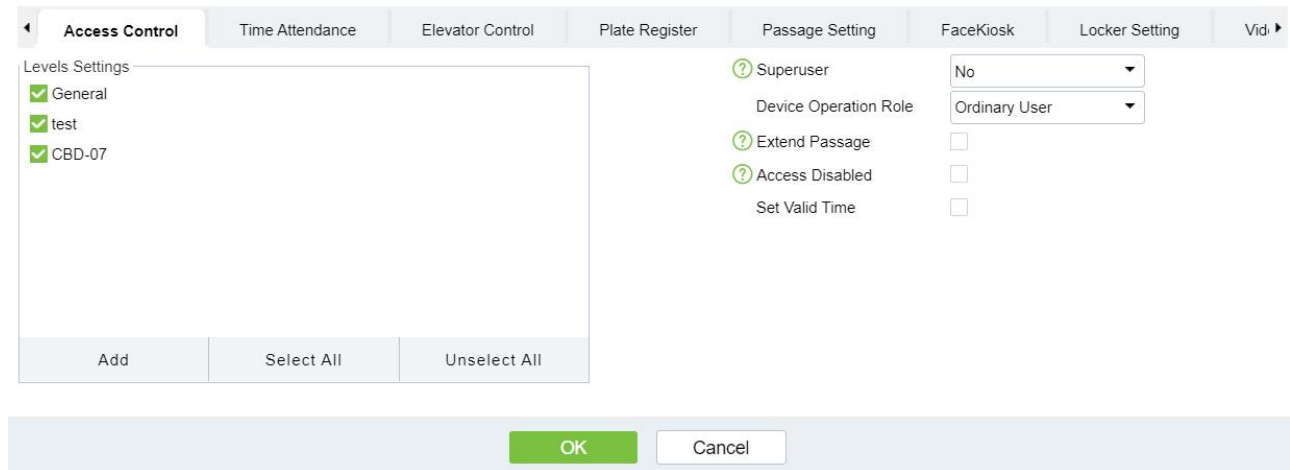 Access Control Time Attendance Elevator Control Plate Register Passage Setting FaceKiosk Locker Setting
Levels Settings
General
test
CBD-07
Add Select All Unselect All
? Superuser No
Device Operation Role Ordinary User
? Extend Passage
? Access Disabled
Set Valid Time
OK Cancel